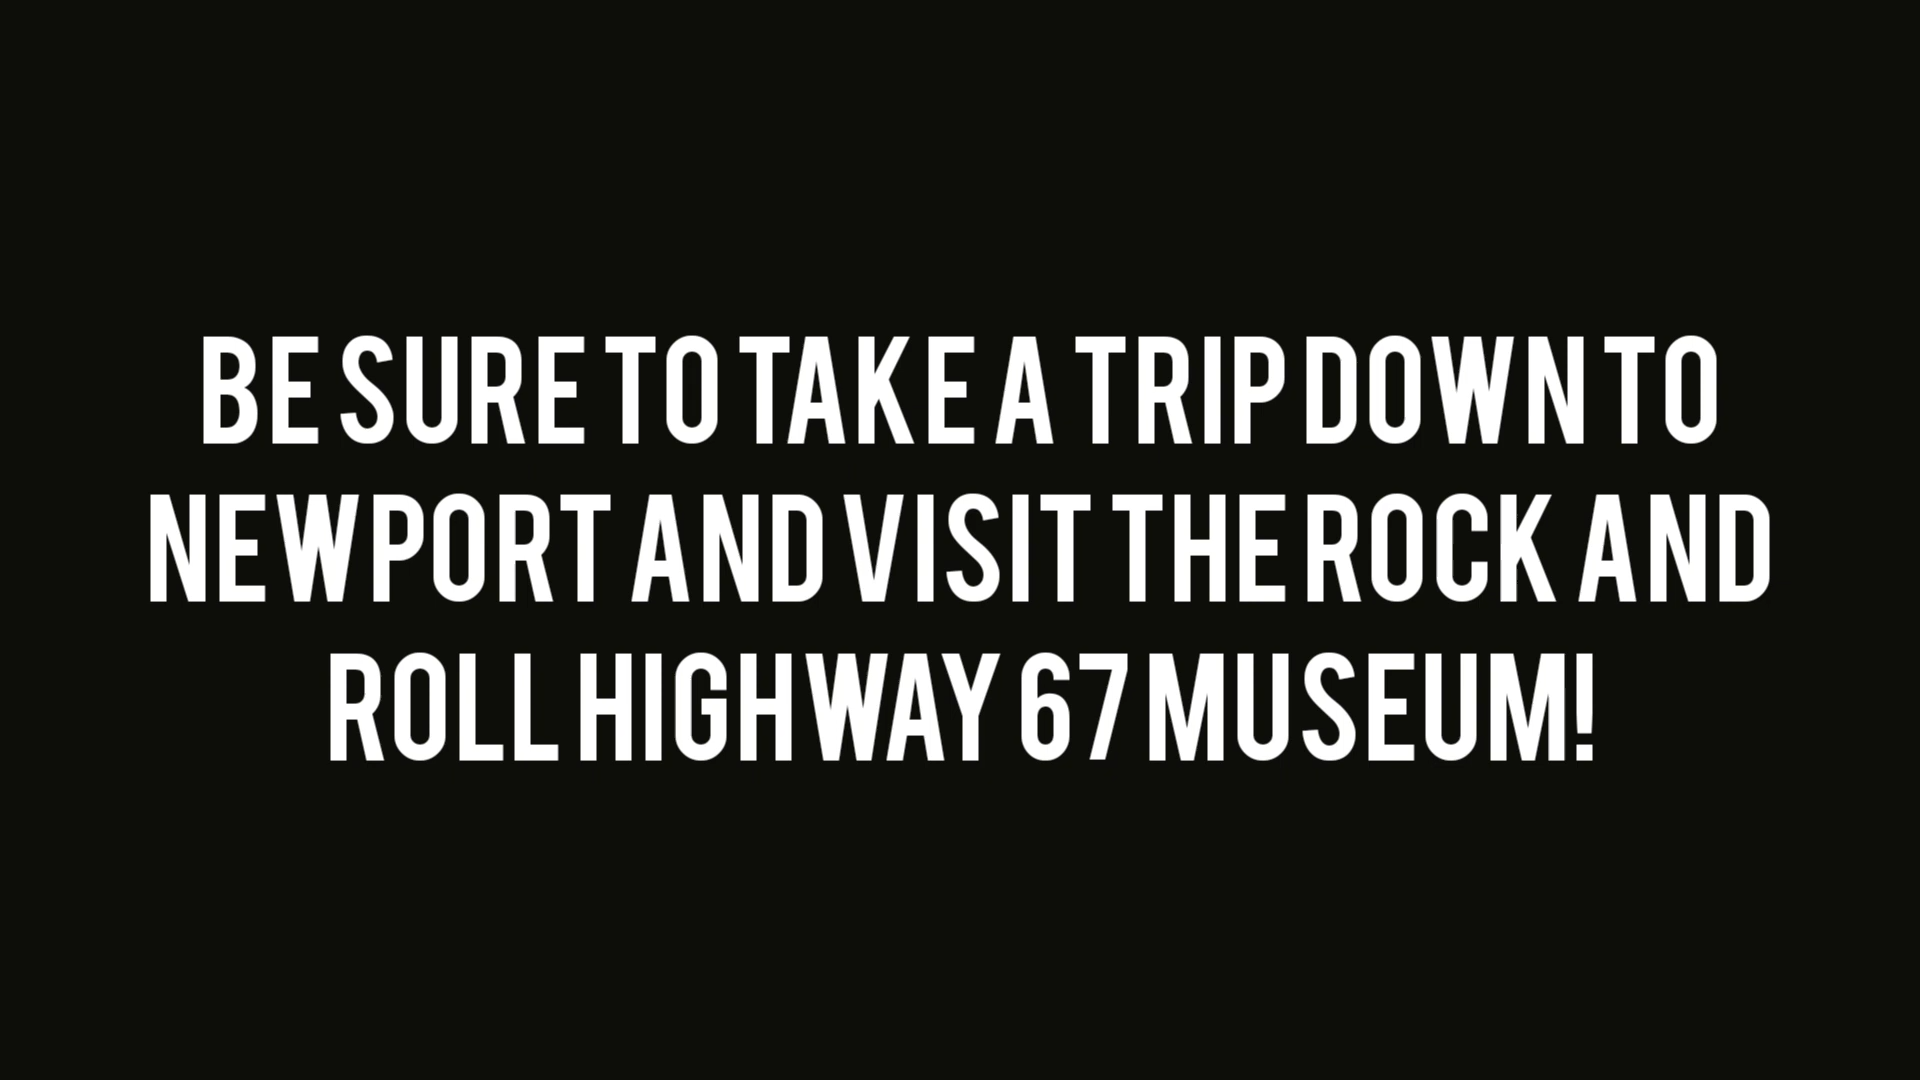 BE SURE TO TAKE A TRIP DOWN TO
NEWPORT AND VISIT THE ROCK AND
ROLL HIGHWAY 67 MUSEUM!